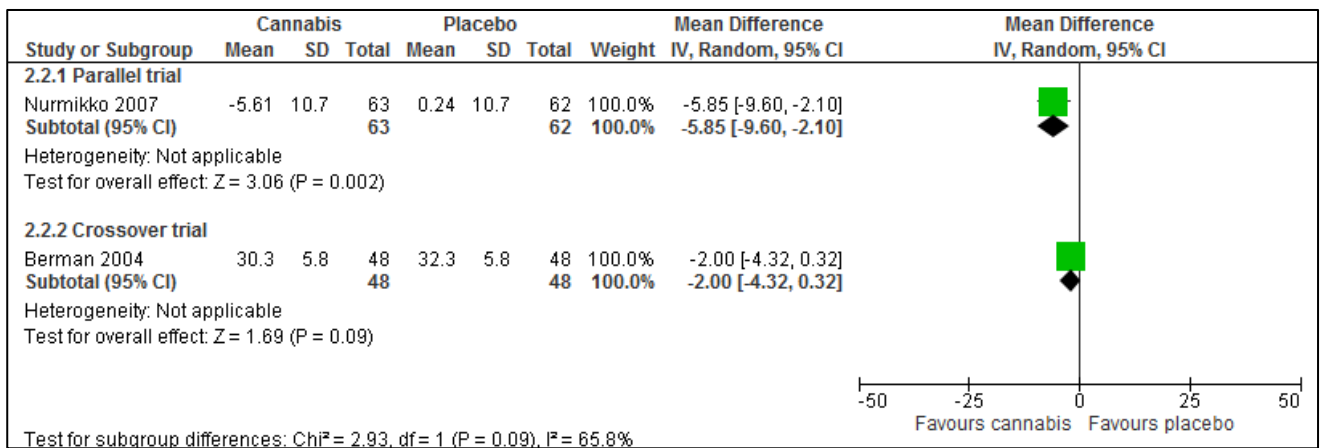 Cannabis Placebo Mean Difference Mean Difference
Study or Subgroup Mean SD Total Mean SD Total Weight IV, Random, 95% CI IV, Random, 95% CI
2.2.1 Parallel trial
Nurmikko 2007 -5.61 10.7 63 0.24 10.7 62 100.0% -5.85 [-9.60, -2.10]
Subtotal (95% CI) 63 62 100.0% -5.85 [-9.60, -2.10]
Heterogeneity: Not applicable
Test for overall effect: Z = 3.06 (P = 0.002)
2.2.2 Crossover trial
Berman 2004 30.3 5.8 48 32.3 5.8 48 100.0% -2.00 [-4.32, 0.32]
Subtotal (95% CI) 48 48 100.0% -2.00 [-4.32, 0.32]
Heterogeneity: Not applicable
Test for overall effect: Z = 1.69 (P = 0.09)
-50 -25 0 25 50
Favours cannabis Favours placebo
Test for subgroup differences: Chi² = 2.93, df = 1 (P = 0.09), I² = 65.8%